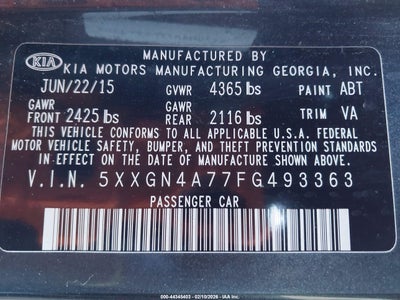 MANUFACTURED BY
KIA KIA MOTORS MANUFACTURING GEORGIA, INC.
JUN/22/15 GVWR 4365 lbs PAINT ABT
GAWR FRONT 2425 lbs GAWR REAR 2116 lbs TRIM VA
THIS VEHICLE CONFORMS TO ALL APPLICABLE U.S.A. FEDERAL
MOTOR VEHICLE SAFETY, BUMPER, AND THEFT PREVENTION STANDARDS
IN EFFECT ON THE DATE OF MANUFACTURE SHOWN ABOVE.
V.I.N. 5XXGN4A77FG493363
PASSENGER CAR
000-44345403 - 02/10/2026 - IAAI